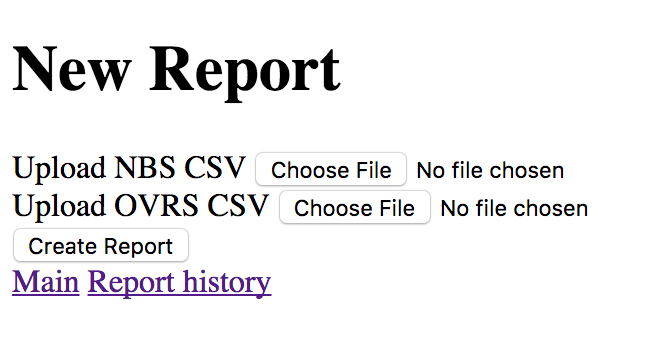 New Report
Upload NBS CSV Choose File No file chosen
Upload OVRS CSV Choose File No file chosen
Create Report
Main Report history